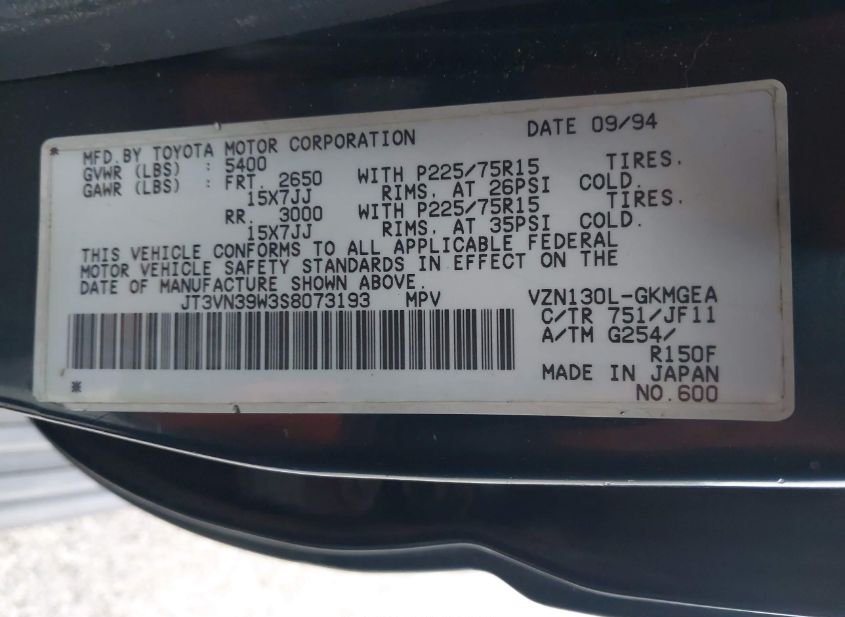 MFD.BY TOYOTA MOTOR CORPORATION DATE 09/94
GVWR (LBS) : 5400
GAWR (LBS) : FRT. 2650 WITH P225/75R15 TIRES.
15X7JJ RIMS. AT 26PSI COLD.
RR. 3000 WITH P225/75R15 TIRES.
15X7JJ RIMS. AT 35PSI COLD.
THIS VEHICLE CONFORMS TO ALL APPLICABLE FEDERAL
MOTOR VEHICLE SAFETY STANDARDS IN EFFECT ON THE
DATE OF MANUFACTURE SHOWN ABOVE.
JT3VN39W3S8073193 MPV VZN130L-GKMGEA
C/TR 751/JF11
A/TM G254/
R150F
MADE IN JAPAN
NO.600